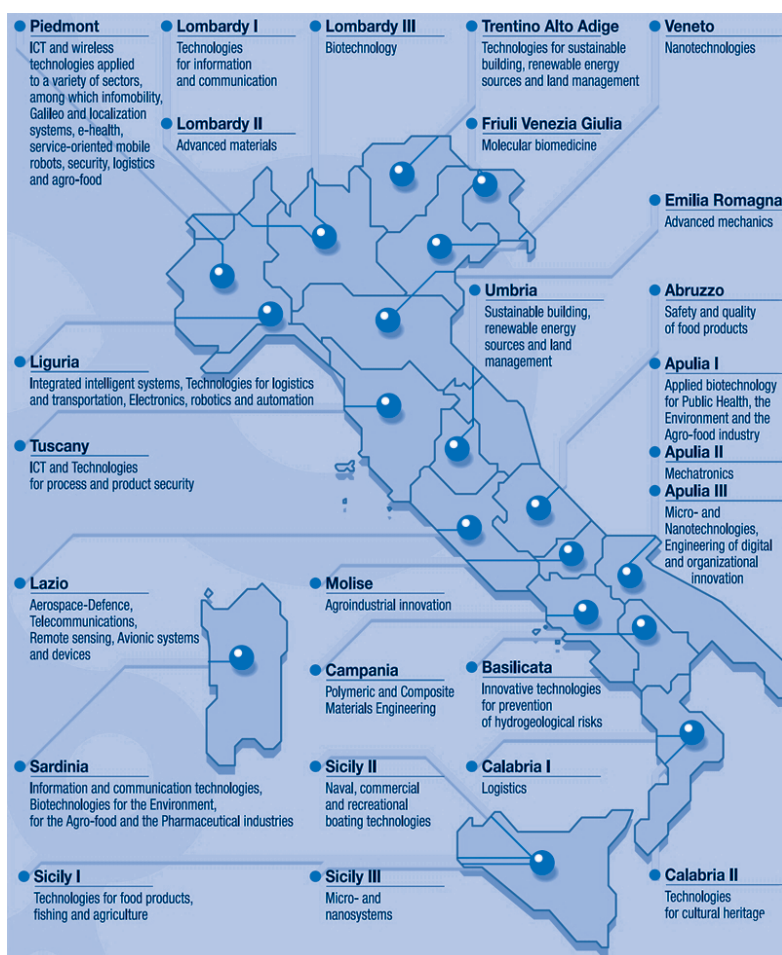 Piedmont
ICT and wireless
technologies applied
to a variety of sectors,
among which infomobility,
Galileo and localization
systems, e-health,
service-oriented mobile
robots, security, logistics
and agro-food
Lombardy I
Technologies
for information
and communication
Lombardy II
Advanced materials
Lombardy III
Biotechnology
Trentino Alto Adige
Technologies for sustainable
building, renewable energy
sources and land management
Friuli Venezia Giulia
Molecular biomedicine
Veneto
Nanotechnologies
Emilia Romagna
Advanced mechanics
Umbria
Sustainable building,
renewable energy
sources and land
management
Abruzzo
Safety and quality
of food products
Apulia I
Applied biotechnology
for Public Health, the
Environment and the
Agro-food industry
Apulia II
Mechatronics
Apulia III
Micro- and
Nanotechnologies,
Engineering of digital
and organizational
innovation
Liguria
Integrated intelligent systems, Technologies for logistics
and transportation, Electronics, robotics and automation
Tuscany
ICT and Technologies
for process and product security
Lazio
Aerospace-Defence,
Telecommunications,
Remote sensing, Avionic systems
and devices
Molise
Agroindustrial innovation
Campania
Polymeric and Composite
Materials Engineering
Basilicata
Innovative technologies
for prevention
of hydrogeological risks
Sardinia
Information and communication technologies,
Biotechnologies for the Environment,
for the Agro-food and the Pharmaceutical industries
Sicily II
Naval, commercial
and recreational
boating technologies
Calabria I
Logistics
Sicily I
Technologies for food products,
fishing and agriculture
Sicily III
Micro- and
nanosystems
Calabria II
Technologies
for cultural heritage